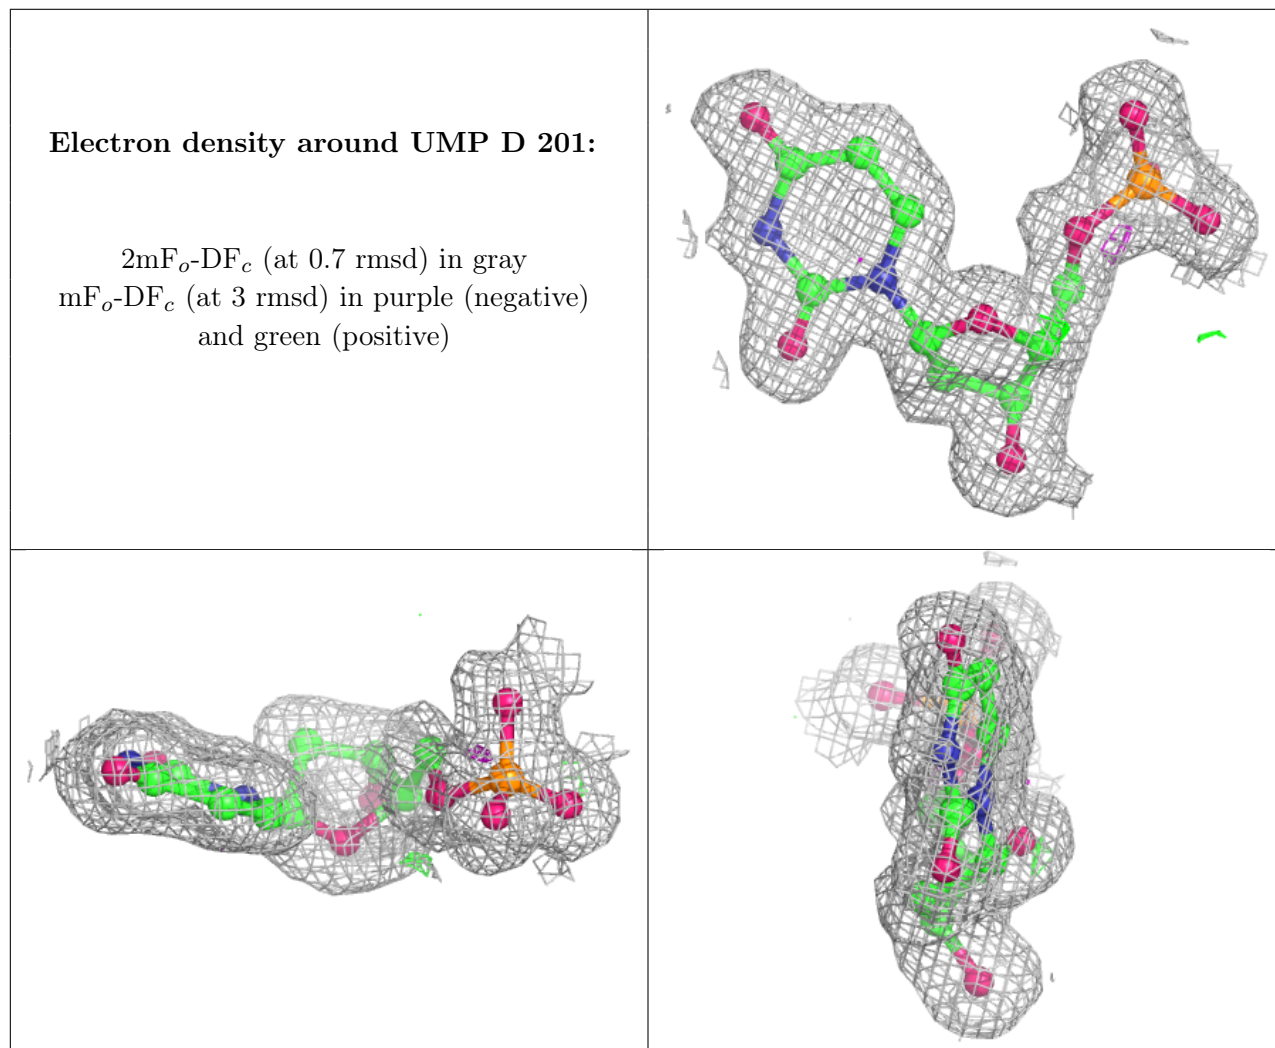 Electron density around UMP D 201:
2mFₒ-DF𝒸 (at 0.7 rmsd) in gray
mFₒ-DF𝒸 (at 3 rmsd) in purple (negative)
and green (positive)